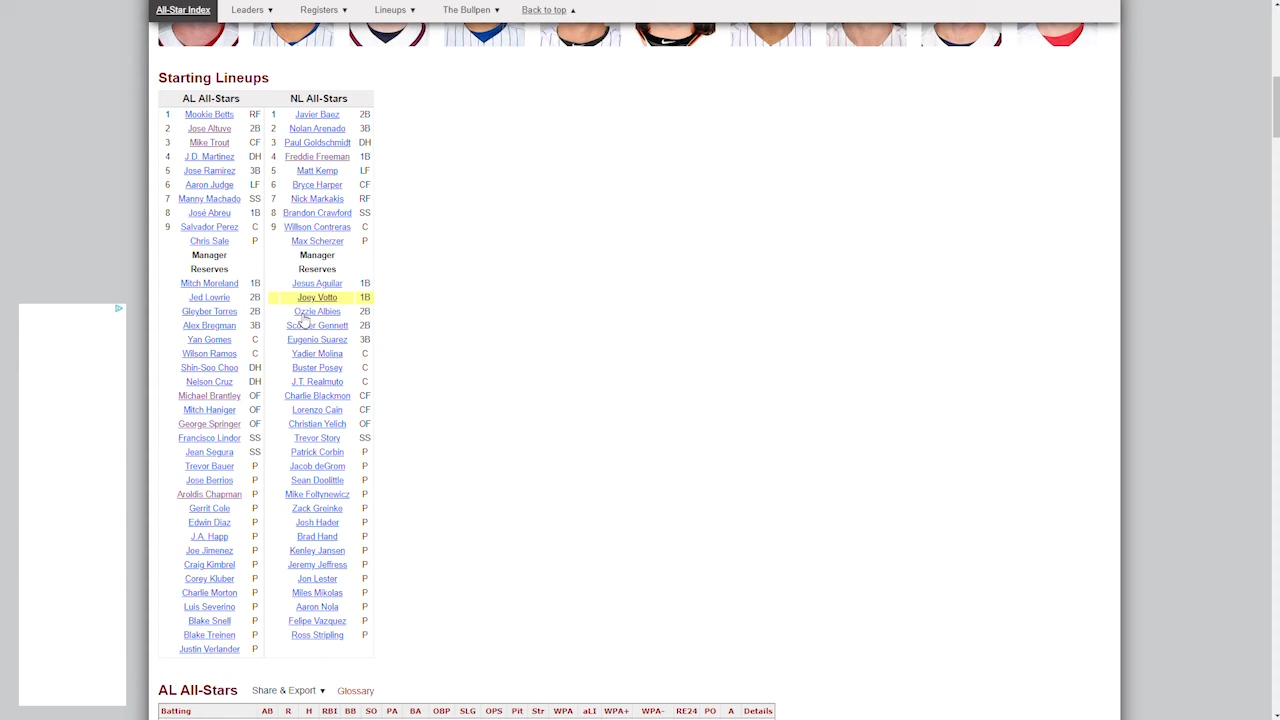 All-Star Index Leaders ▼ Registers ▼ Lineups ▼ The Bullpen ▼ Back to top ▲
Starting Lineups
AL All-Stars NL All-Stars
1 Mookie Betts RF 1 Javier Baez 2B
2 Jose Altuve 2B 2 Nolan Arenado 3B
3 Mike Trout CF 3 Paul Goldschmidt DH
4 J.D. Martinez DH 4 Freddie Freeman 1B
5 Jose Ramirez 3B 5 Matt Kemp LF
6 Aaron Judge LF 6 Bryce Harper CF
7 Manny Machado SS 7 Nick Markakis RF
8 José Abreu 1B 8 Brandon Crawford SS
9 Salvador Perez C 9 Willson Contreras C
Chris Sale P Max Scherzer P
Manager Manager
Reserves Reserves
Mitch Moreland 1B Jesus Aguilar 1B
Jed Lowrie 2B Joey Votto 1B
Gleyber Torres 2B Ozzie Albies 2B
Alex Bregman 3B Scooter Gennett 2B
Yan Gomes C Eugenio Suarez 3B
Wilson Ramos C Yadier Molina C
Shin-Soo Choo DH Buster Posey C
Nelson Cruz DH J.T. Realmuto C
Michael Brantley OF Charlie Blackmon CF
Mitch Haniger OF Lorenzo Cain CF
George Springer OF Christian Yelich OF
Francisco Lindor SS Trevor Story SS
Jean Segura SS Patrick Corbin P
Trevor Bauer P Jacob deGrom P
Jose Berrios P Sean Doolittle P
Aroldis Chapman P Mike Foltynewicz P
Gerrit Cole P Zack Greinke P
Edwin Diaz P Josh Hader P
J.A. Happ P Brad Hand P
Joe Jimenez P Kenley Jansen P
Craig Kimbrel P Jeremy Jeffress P
Corey Kluber P Jon Lester P
Charlie Morton P Miles Mikolas P
Luis Severino P Aaron Nola P
Blake Snell P Felipe Vazquez P
Blake Treinen P Ross Stripling P
Justin Verlander P
AL All-Stars Share & Export ▼ Glossary
Batting AB R H RBI BB SO PA BA OBP SLG OPS Pit Str WPA aLI WPA+ WPA- RE24 PO A Details